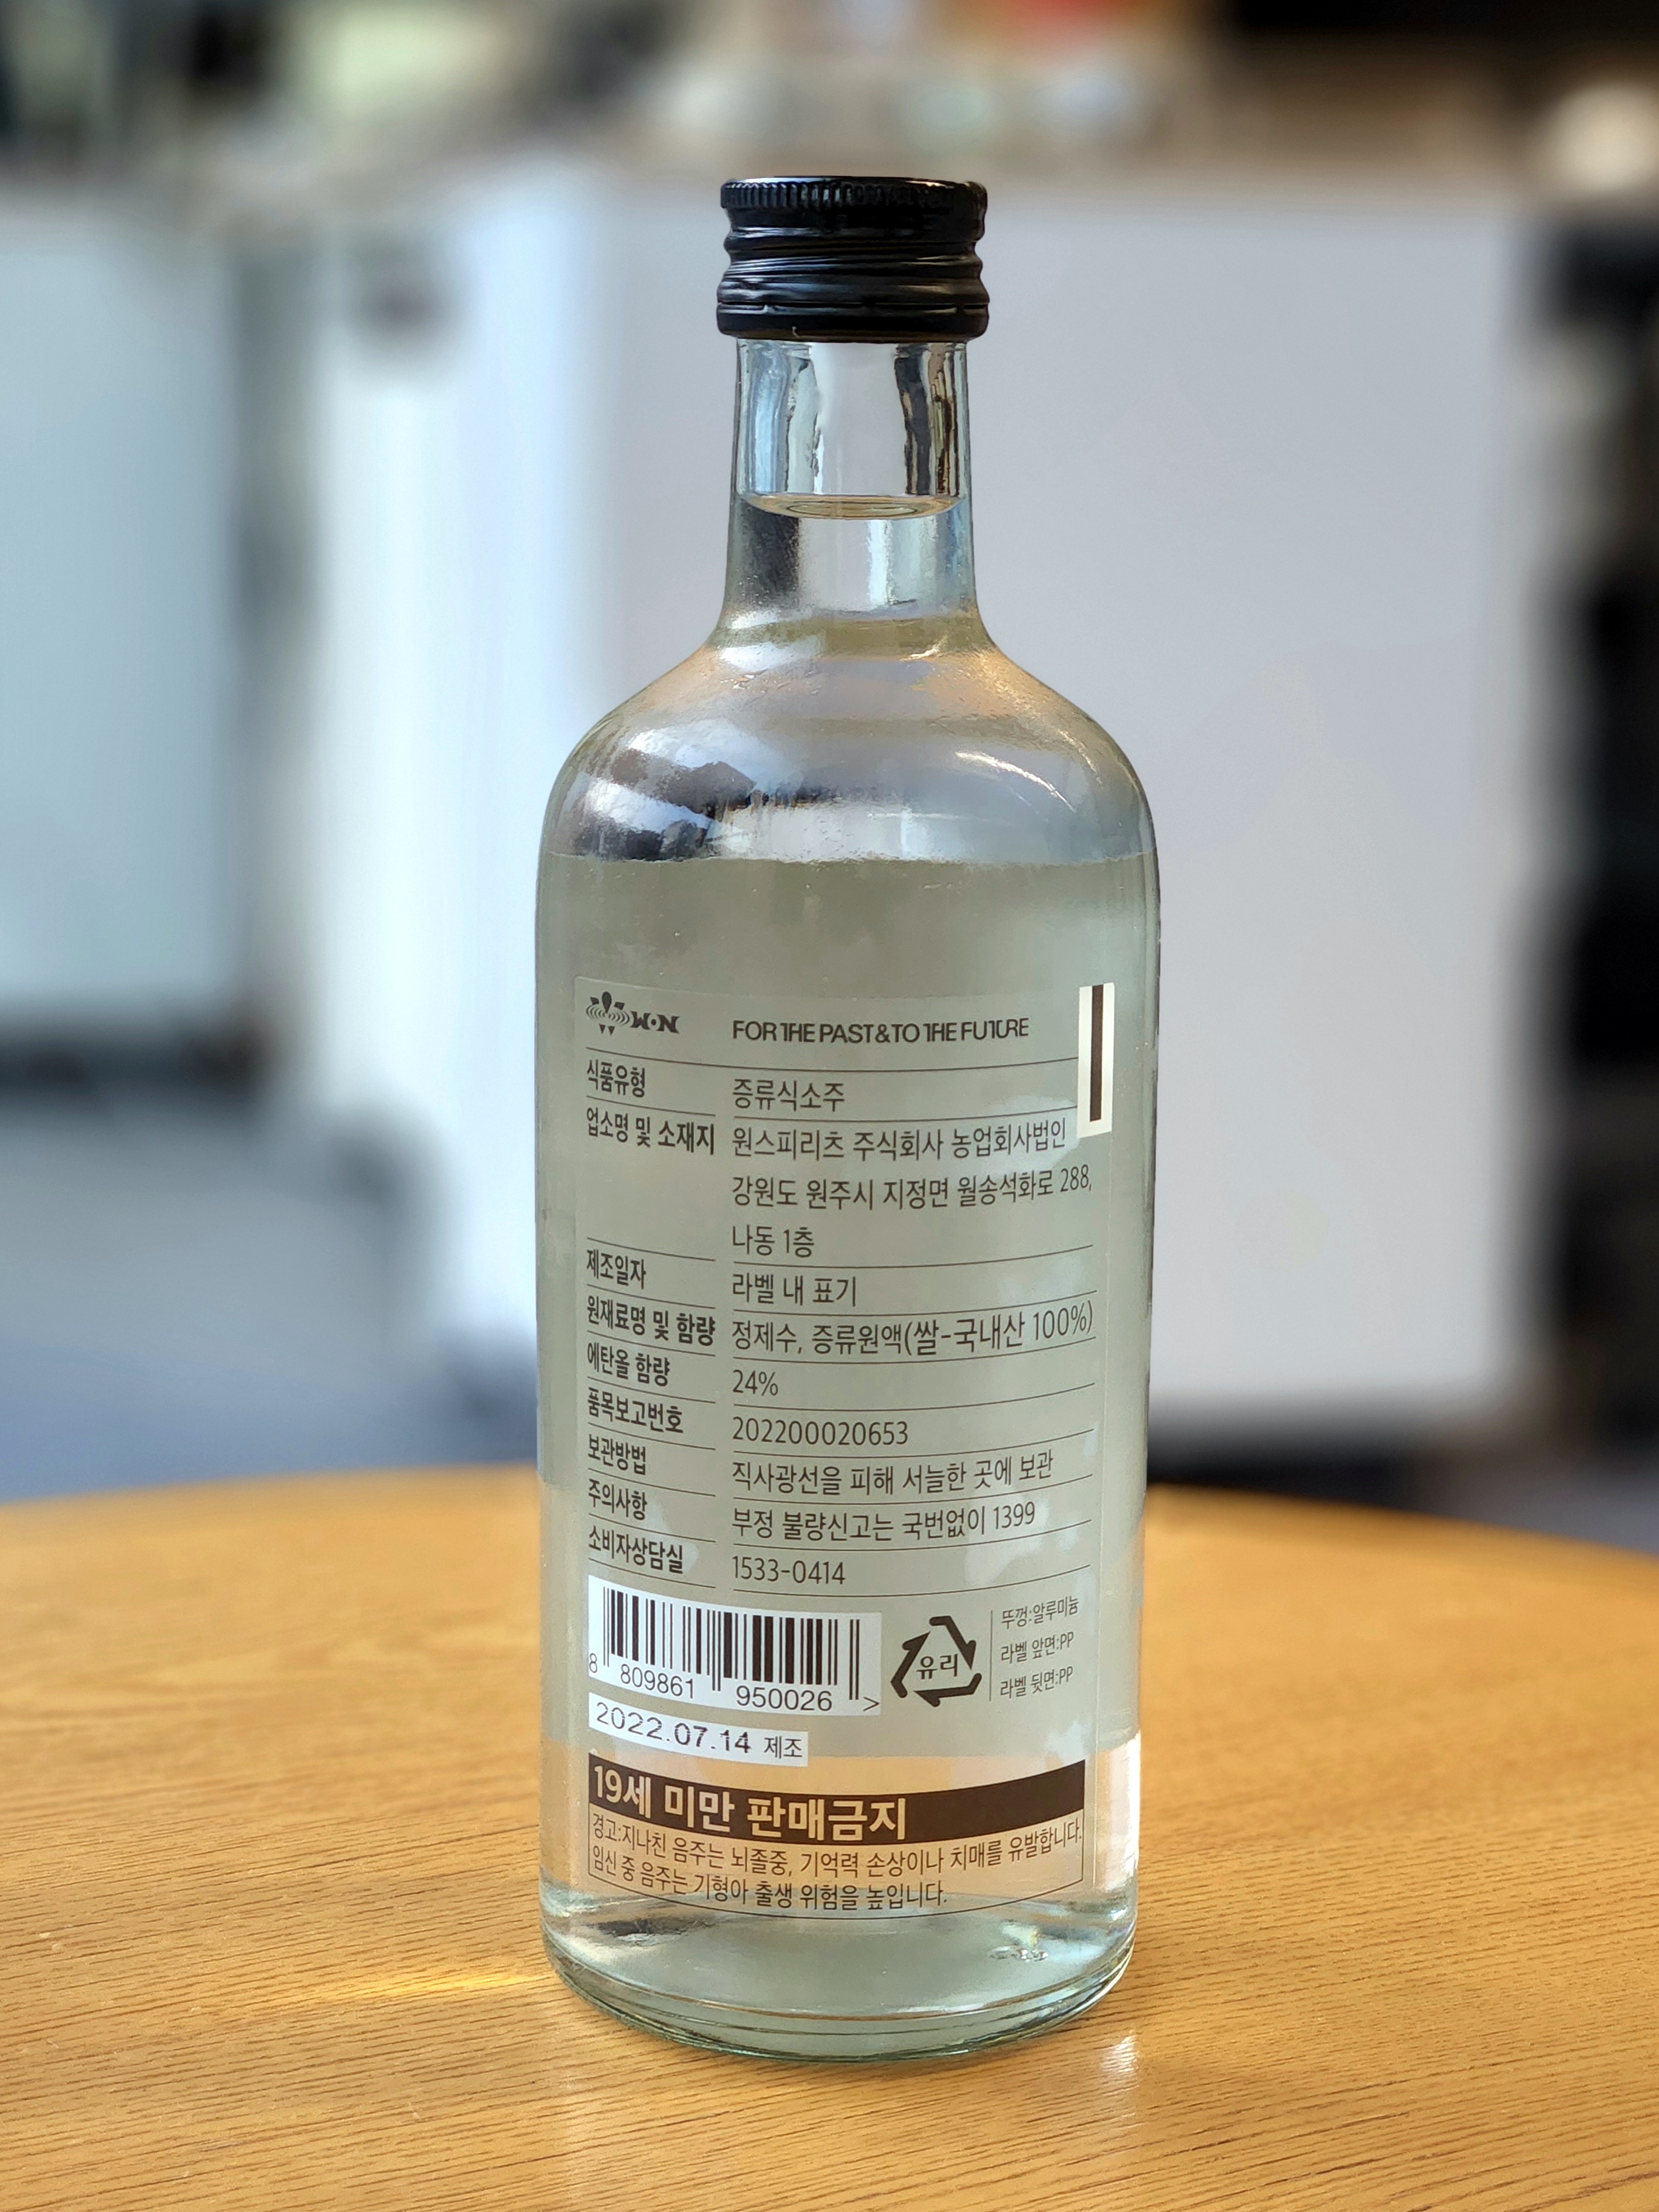 WON FOR THE PAST & TO THE FUTURE
식품유형 증류식소주
업소명 및 소재지 원스피리츠 주식회사 농업회사법인
강원도 원주시 지정면 월송석화로 288,
나동 1층
제조일자 라벨 내 표기
원재료명 및 함량 정제수, 증류원액(쌀-국내산 100%)
에탄올 함량 24%
품목보고번호 202200020653
보관방법 직사광선을 피해 서늘한 곳에 보관
주의사항 부정 불량신고는 국번없이 1399
소비자상담실 1533-0414
8 809861 950026 >
유리
뚜껑:알루미늄
라벨 앞면:PP
라벨 뒷면:PP
2022.07.14 제조
19세 미만 판매금지
경고:지나친 음주는 뇌졸중, 기억력 손상이나 치매를 유발합니다.
임신 중 음주는 기형아 출생 위험을 높입니다.